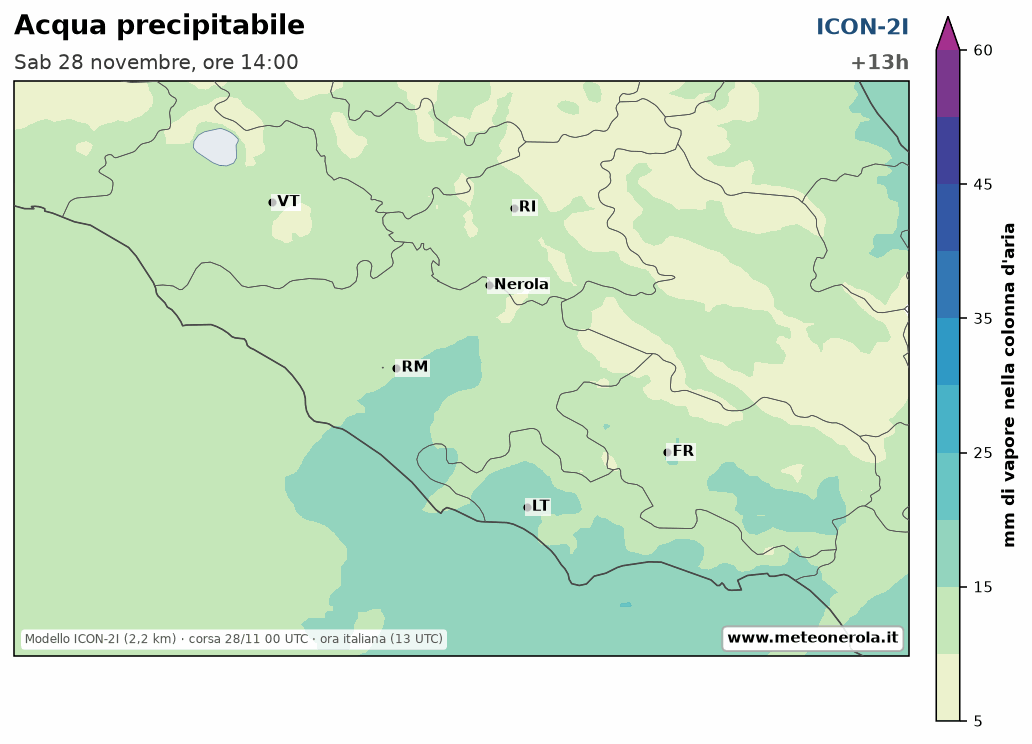 Acqua precipitabile
ICON-2I
Sab 28 novembre, ore 14:00
+13h
60
45
35
25
15
5
mm di vapore nella colonna d'aria
VT
RI
Nerola
RM
FR
LT
Modello ICON-2I (2,2 km) · corsa 28/11 00 UTC · ora italiana (13 UTC)
www.meteonerola.it